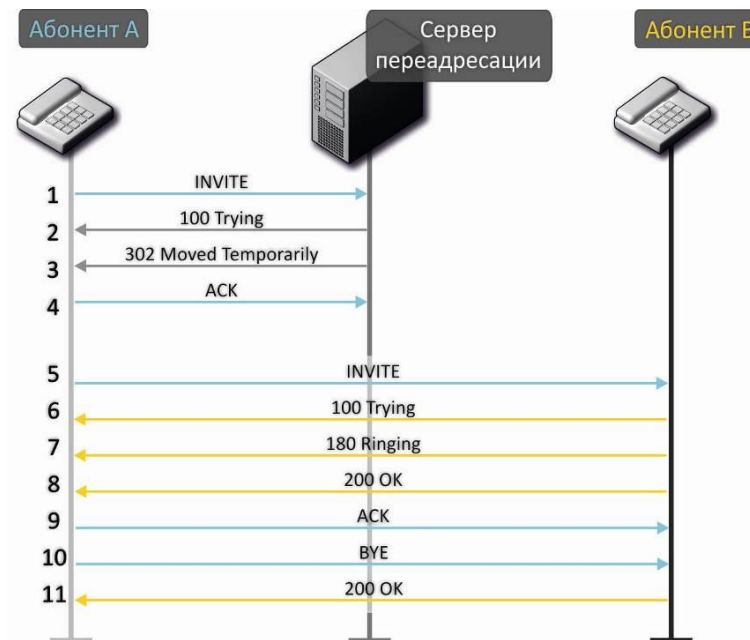 Абонент А
Сервер
переадресации
Абонент В
1 INVITE
2 100 Trying
3 302 Moved Temporarily
4 ACK
5 INVITE
6 100 Trying
7 180 Ringing
8 200 OK
9 ACK
10 BYE
11 200 OK